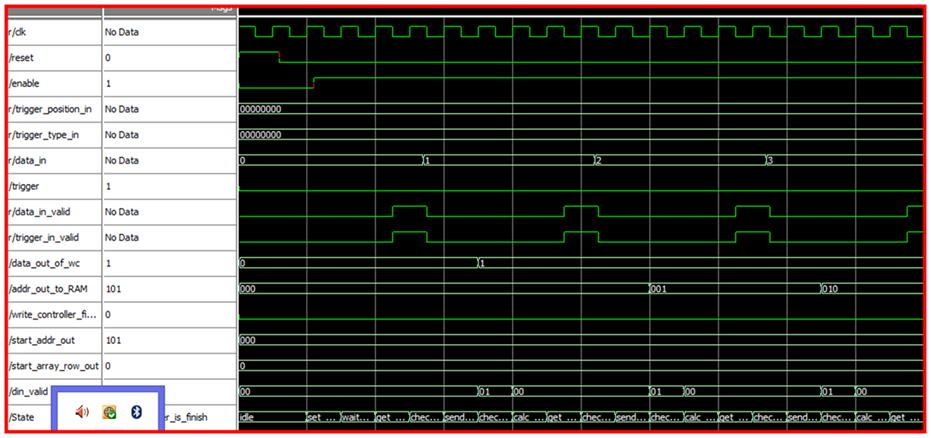 Msgs
r/clk No Data
/reset 0
/enable 1
r/trigger_position_in No Data 00000000
r/trigger_type_in No Data 00000000
r/data_in No Data 0 1 2 3
/trigger 1
r/data_in_valid No Data
r/trigger_in_valid No Data
/data_out_of_wc 1 0 1
/addr_out_to_RAM 101 000 001 010
/write_controller_fi... 0
/start_addr_out 101 000
/start_array_row_out 0 0
/din_valid 00 01 00 01 00 01 00
/State er_is_finish idle set ... wait... get ... chec... send... chec... calc ... get ... chec... send... chec... calc ... get ... chec... send... chec... calc ... get ...